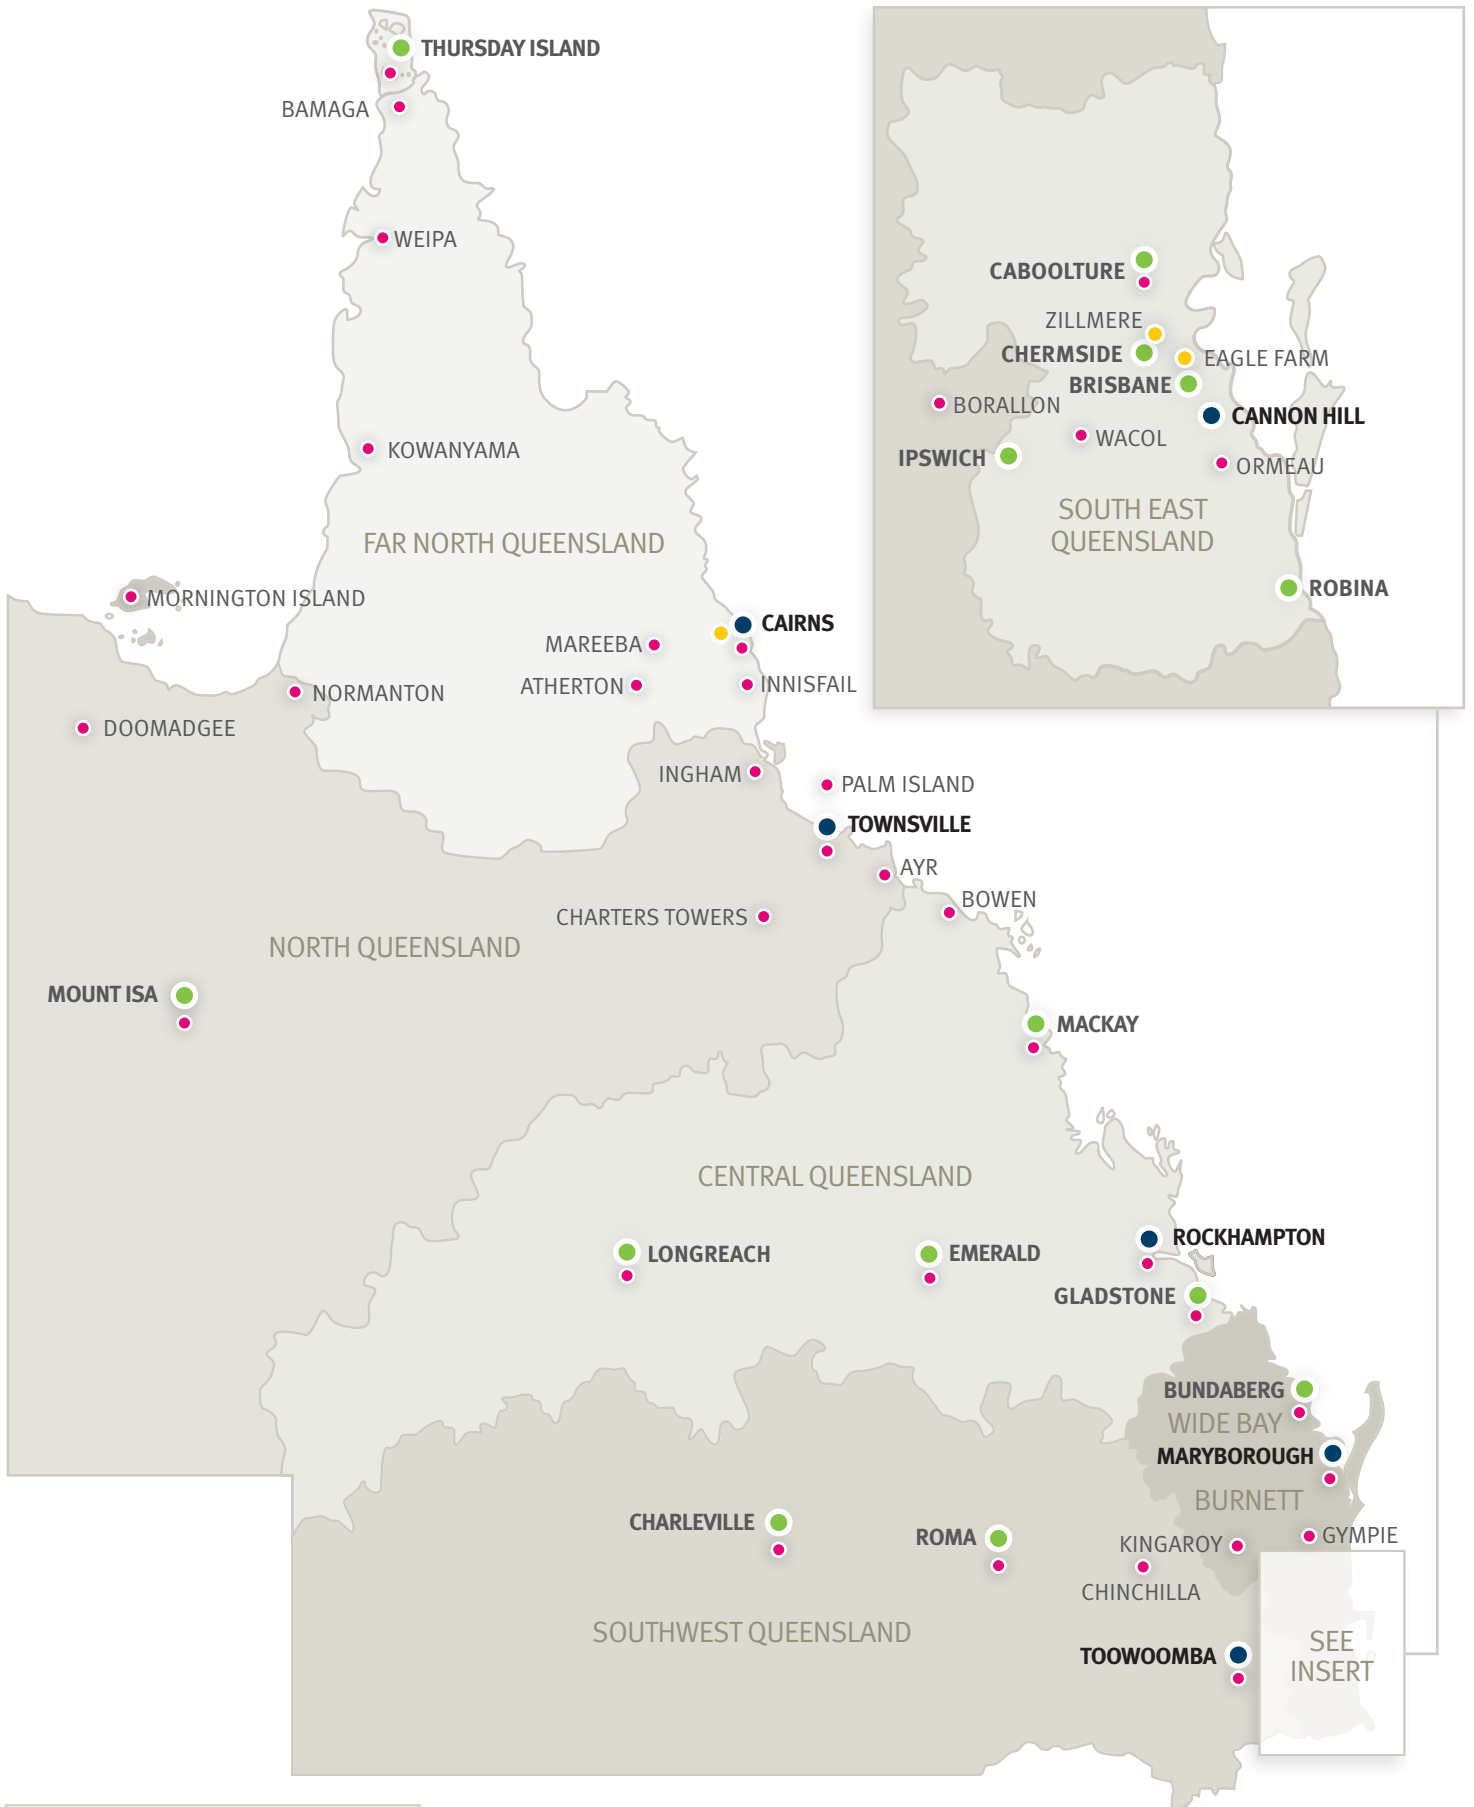 THURSDAY ISLAND
BAMAGA
WEIPA
KOWANYAMA
FAR NORTH QUEENSLAND
MORNINGTON ISLAND
CAIRNS
MAREEBA
ATHERTON
INNISFAIL
NORMANTON
DOOMADGEE
INGHAM
PALM ISLAND
TOWNSVILLE
AYR
BOWEN
CHARTERS TOWERS
NORTH QUEENSLAND
MOUNT ISA
MACKAY
CENTRAL QUEENSLAND
ROCKHAMPTON
LONGREACH
EMERALD
GLADSTONE
BUNDABERG
WIDE BAY
MARYBOROUGH
BURNETT
CHARLEVILLE
ROMA
KINGAROY
GYMPIE
CHINCHILLA
SOUTHWEST QUEENSLAND
TOOWOOMBA
SEE
INSERT
CABOOLTURE
ZILLMERE
CHERMSIDE
EAGLE FARM
BRISBANE
BORALLON
CANNON HILL
WACOL
IPSWICH
ORMEAU
SOUTH EAST
QUEENSLAND
ROBINA